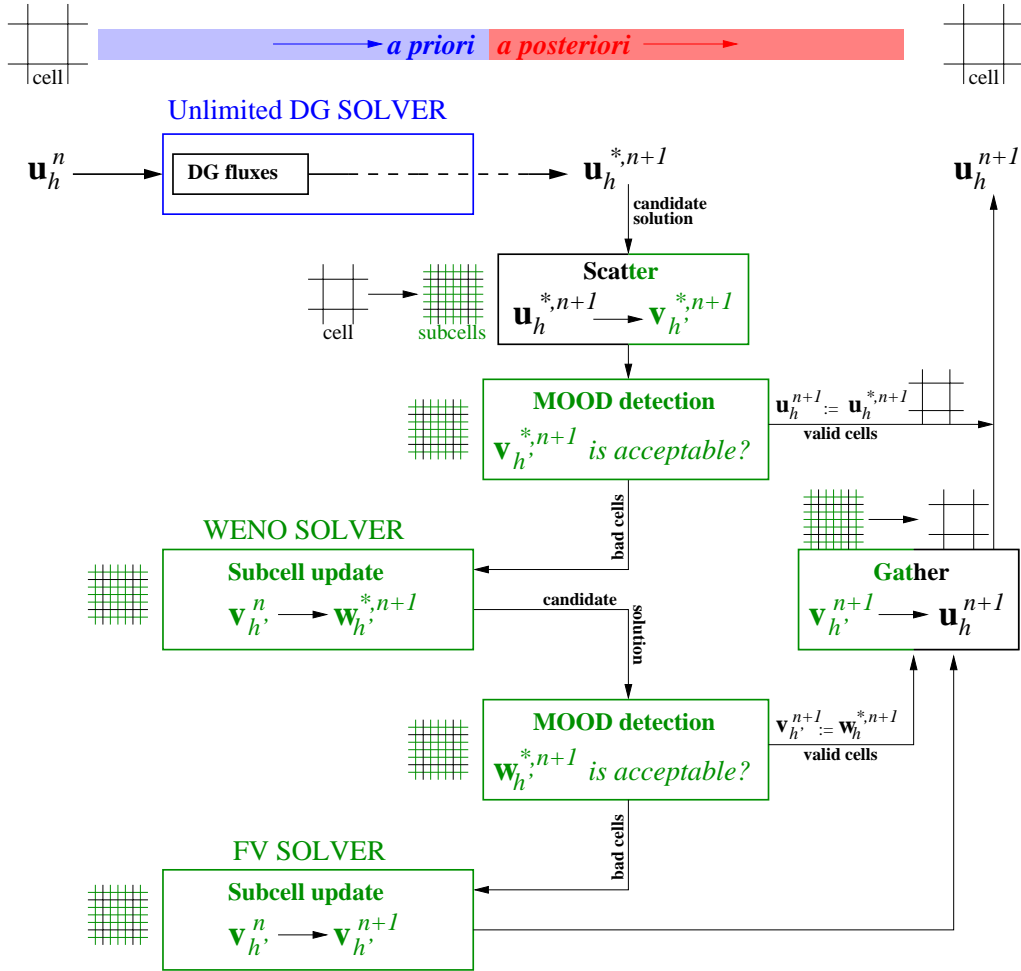 a priori a posteriori
cell
cell
Unlimited DG SOLVER
u_h^n
DG fluxes
u_h^{*,n+1}
u_h^{n+1}
candidate
solution
Scatter
u_h^{*,n+1} → v_{h'}^{*,n+1}
cell
subcells
MOOD detection
v_{h'}^{*,n+1} is acceptable?
u_h^{n+1} := u_h^{*,n+1}
valid cells
bad cells
WENO SOLVER
Subcell update
v_{h'}^n → w_{h'}^{*,n+1}
candidate
solution
Gather
v_{h'}^{n+1} → u_h^{n+1}
MOOD detection
w_{h'}^{*,n+1} is acceptable?
v_{h'}^{n+1} := w_h^{*,n+1}
valid cells
bad cells
FV SOLVER
Subcell update
v_{h'}^n → v_{h'}^{n+1}